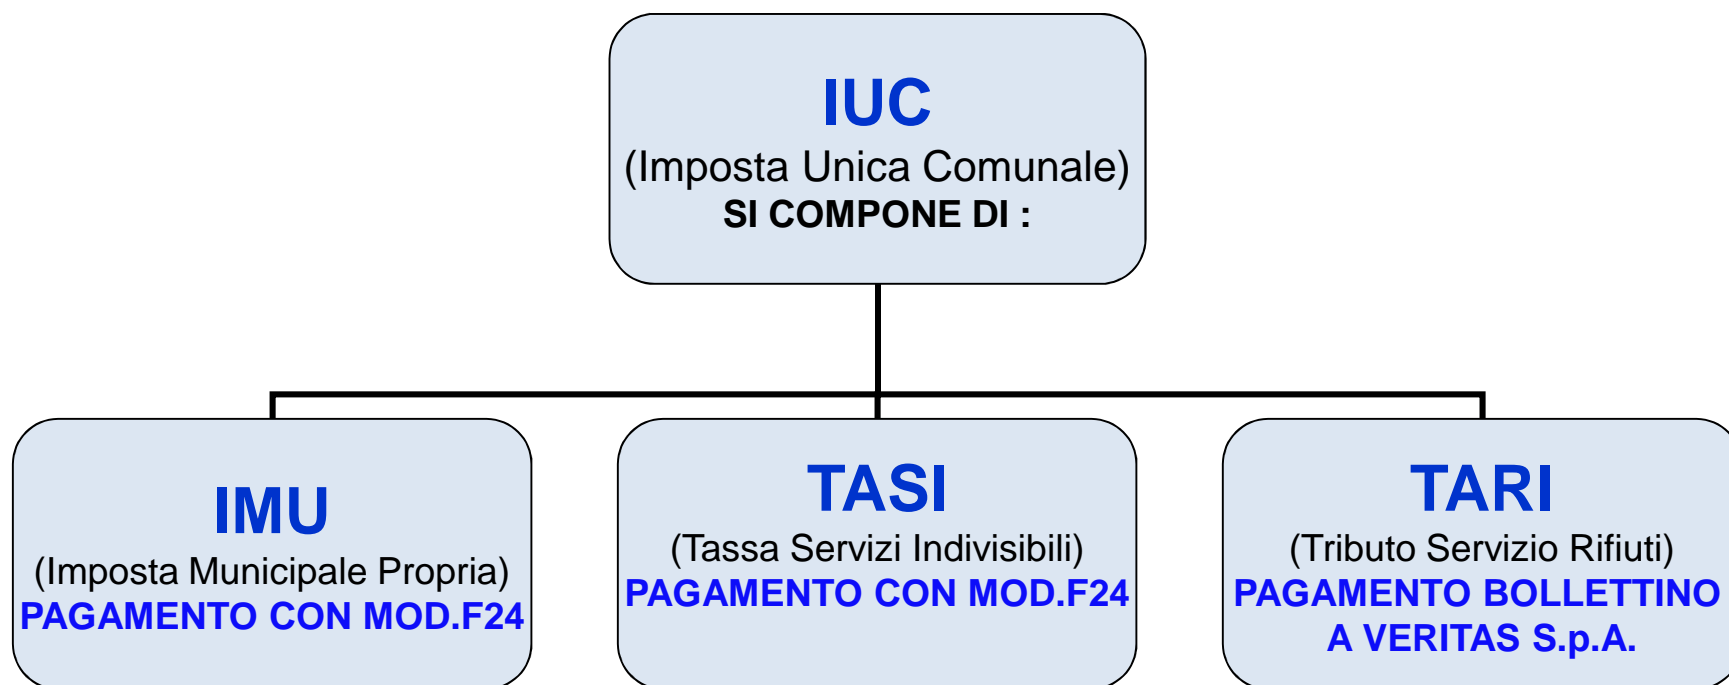 IUC
(Imposta Unica Comunale)
SI COMPONE DI :
IMU
(Imposta Municipale Propria)
PAGAMENTO CON MOD.F24
TASI
(Tassa Servizi Indivisibili)
PAGAMENTO CON MOD.F24
TARI
(Tributo Servizio Rifiuti)
PAGAMENTO BOLLETTINO
A VERITAS S.p.A.